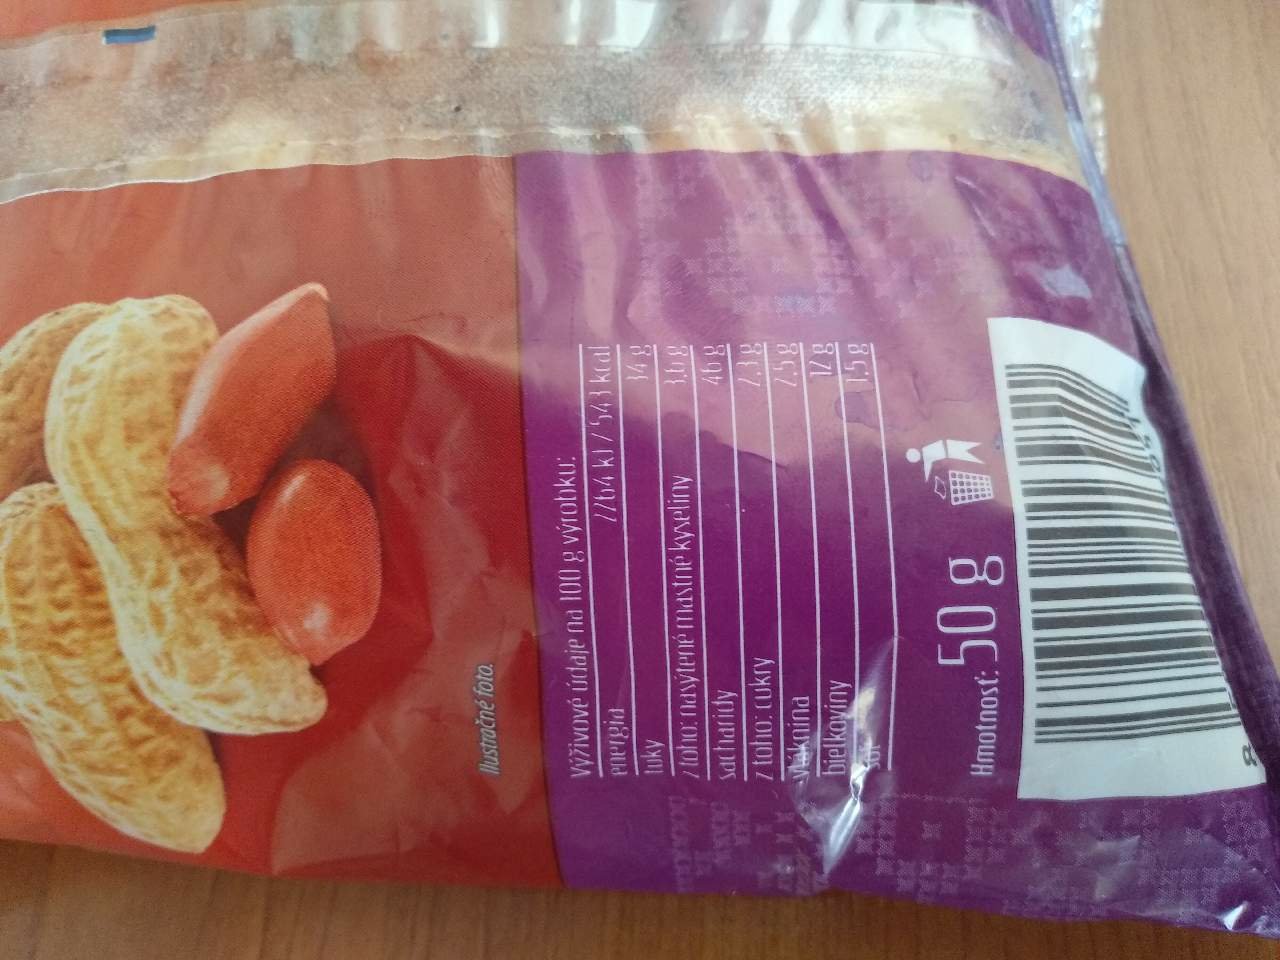 Výživové údaje na 100 g výrobku:
energia 2264 kJ / 543 kcal
tuky 34 g
z toho: nasýtené mastné kyseliny 3,6 g
sacharidy 46 g
z toho: cukry 2,3 g
vláknina 2,5 g
bielkoviny 12 g
soľ 1,5 g
Hmotnosť: 50 g
Ilustračné foto.